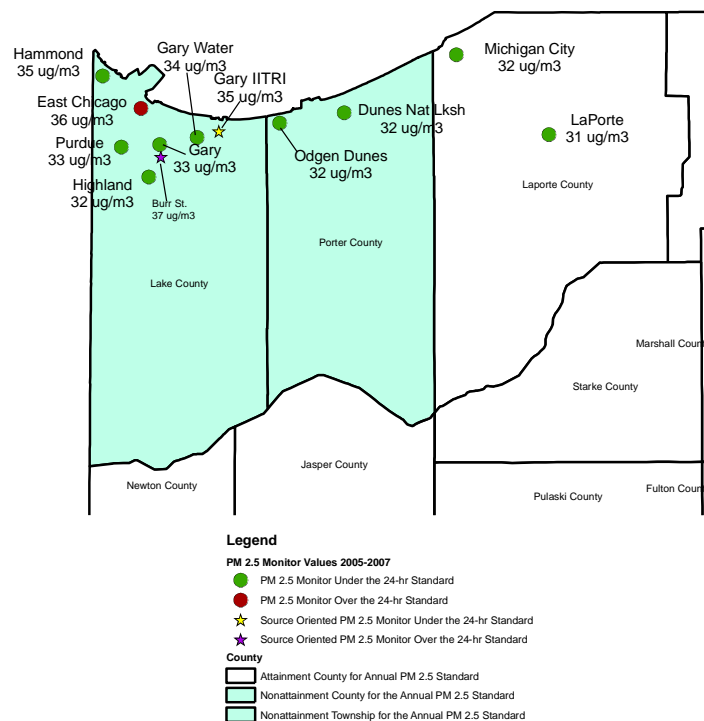 Hammond
35 ug/m3
Gary Water
34 ug/m3
Gary IITRI
35 ug/m3
East Chicago
36 ug/m3
Purdue
33 ug/m3
Gary
33 ug/m3
Highland
32 ug/m3
Burr St.
37 ug/m3
Odgen Dunes
32 ug/m3
Dunes Nat Lksh
32 ug/m3
Michigan City
32 ug/m3
LaPorte
31 ug/m3
Laporte County
Porter County
Lake County
Marshall Count
Starke County
Jasper County
Newton County
Pulaski County
Fulton Count
Legend
PM 2.5 Monitor Values 2005-2007
PM 2.5 Monitor Under the 24-hr Standard
PM 2.5 Monitor Over the 24-hr Standard
Source Oriented PM 2.5 Monitor Under the 24-hr Standard
Source Oriented PM 2.5 Monitor Over the 24-hr Standard
County
Attainment County for Annual PM 2.5 Standard
Nonattainment County for the Annual PM 2.5 Standard
Nonattainment Township for the Annual PM 2.5 Standard